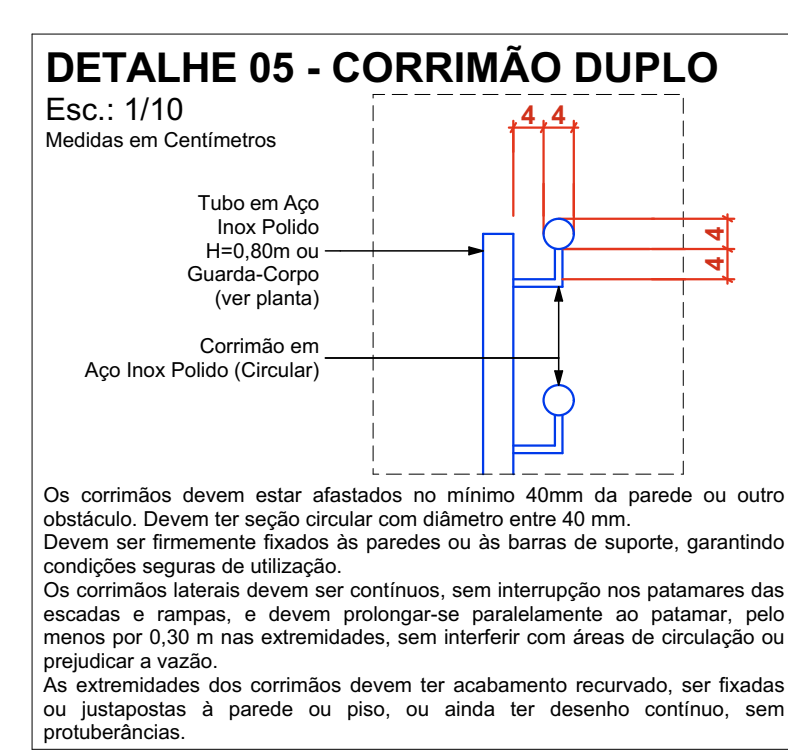 DETALHE 05 - CORRIMÃO DUPLO
Esc.: 1/10
Medidas em Centímetros
4 4
Tubo em Aço
Inox Polido
H=0,80m ou
Guarda-Corpo
(ver planta)
4
4
Corrimão em
Aço Inox Polido (Circular)
Os corrimãos devem estar afastados no mínimo 40mm da parede ou outro
obstáculo. Devem ter seção circular com diâmetro entre 40 mm.
Devem ser firmemente fixados às paredes ou às barras de suporte, garantindo
condições seguras de utilização.
Os corrimãos laterais devem ser contínuos, sem interrupção nos patamares das
escadas e rampas, e devem prolongar-se paralelamente ao patamar, pelo
menos por 0,30 m nas extremidades, sem interferir com áreas de circulação ou
prejudicar a vazão.
As extremidades dos corrimãos devem ter acabamento recurvado, ser fixadas
ou justapostas à parede ou piso, ou ainda ter desenho contínuo, sem
protuberâncias.